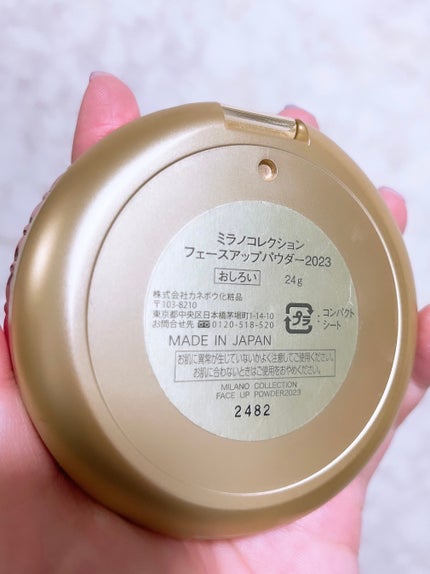 ミラノコレクション
フェースアップパウダー2023
おしろい 24g
株式会社カネボウ化粧品
〒103-8210
東京都中央区日本橋茅場町1-14-10
お問合せ先 ☎0120-518-520
プラ :コンパクト
シート
MADE IN JAPAN
お肌に異常が生じていないかよく注意してご使用ください。
お肌に合わないときはご使用をおやめください。
MILANO COLLECTION
FACE UP POWDER2023
2482